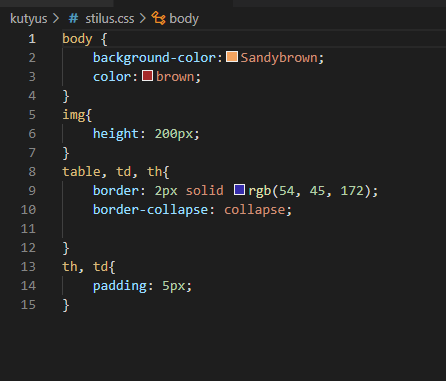 kutyus > # stilus.css > body
1 body {
2     background-color: Sandybrown;
3     color: brown;
4 }
5 img{
6     height: 200px;
7 }
8 table, td, th{
9     border: 2px solid rgb(54, 45, 172);
10     border-collapse: collapse;
11
12 }
13 th, td{
14     padding: 5px;
15 }